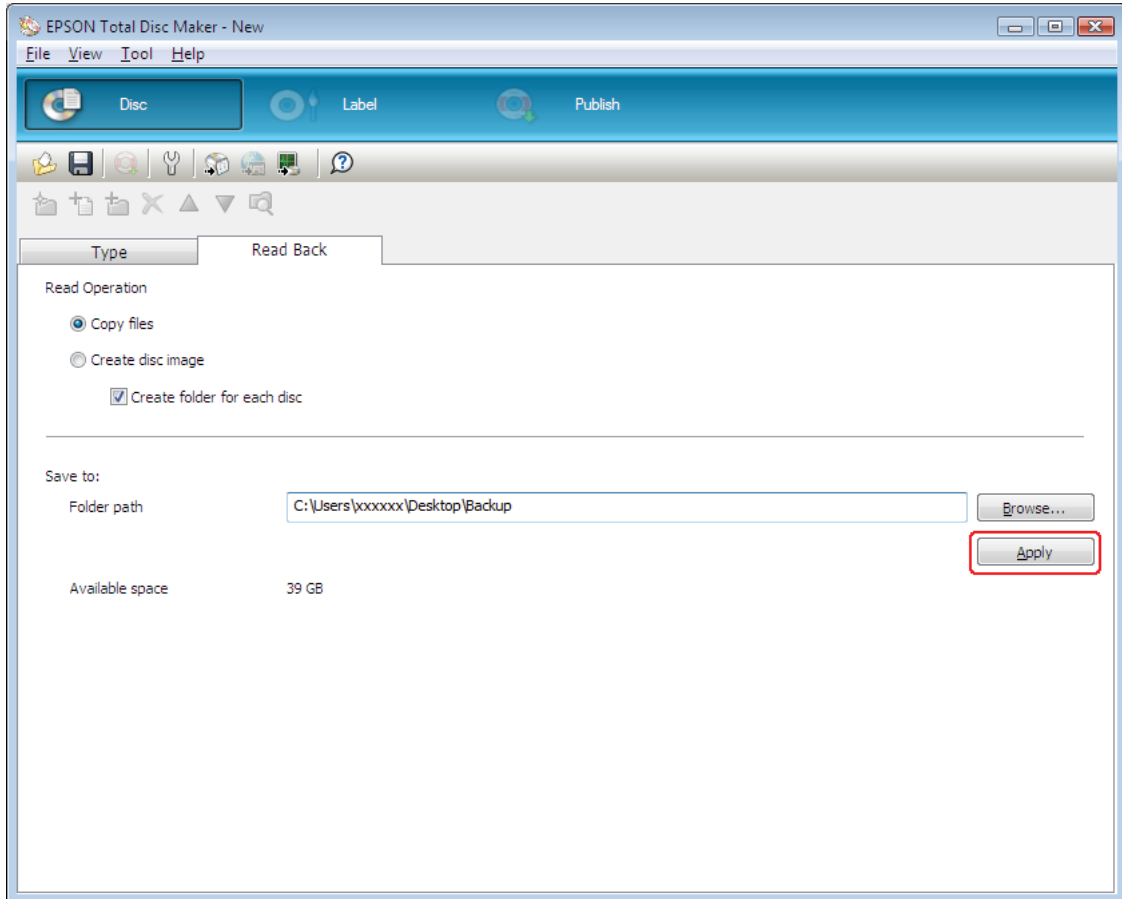 EPSON Total Disc Maker - New
File View Tool Help
Disc Label Publish
Type Read Back
Read Operation
Copy files
Create disc image
Create folder for each disc
Save to:
Folder path C:\Users\xxxxxx\Desktop\Backup Browse...
Apply
Available space 39 GB